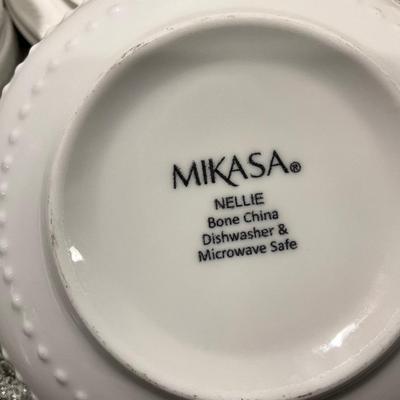 MIKASA®
NELLIE
Bone China
Dishwasher &
Microwave Safe